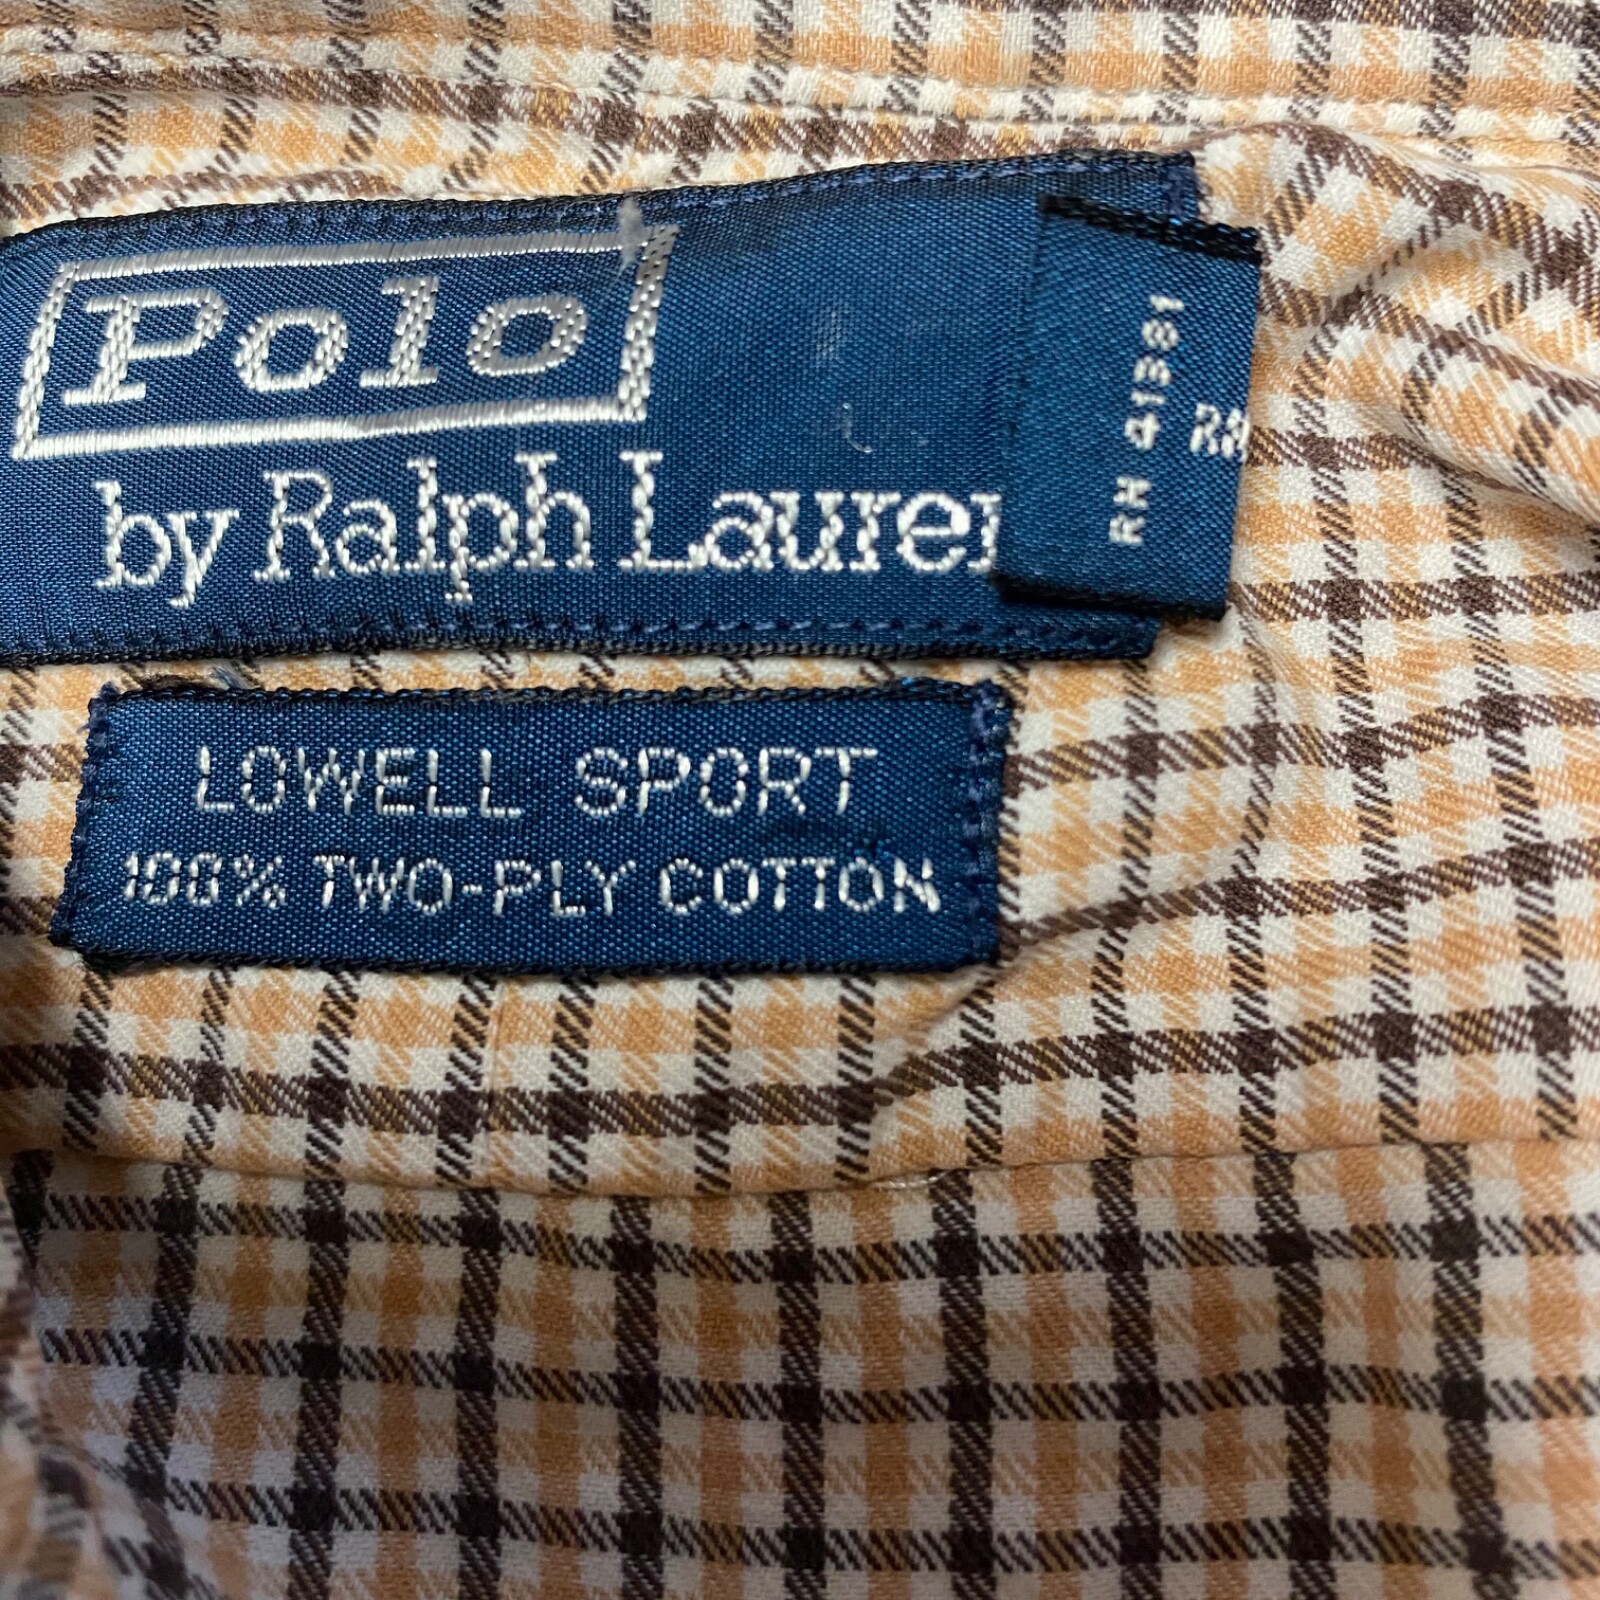 Polo
by Ralph Lauren
RN 41381
LOWELL SPORT
100% TWO-PLY COTTON